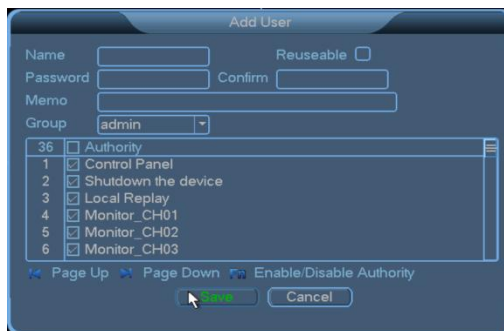 Add User
Name Reuseable
Password Confirm
Memo
Group admin
36 Authority
1 Control Panel
2 Shutdown the device
3 Local Replay
4 Monitor_CH01
5 Monitor_CH02
6 Monitor_CH03
Page Up Page Down Fn Enable/Disable Authority
Save Cancel